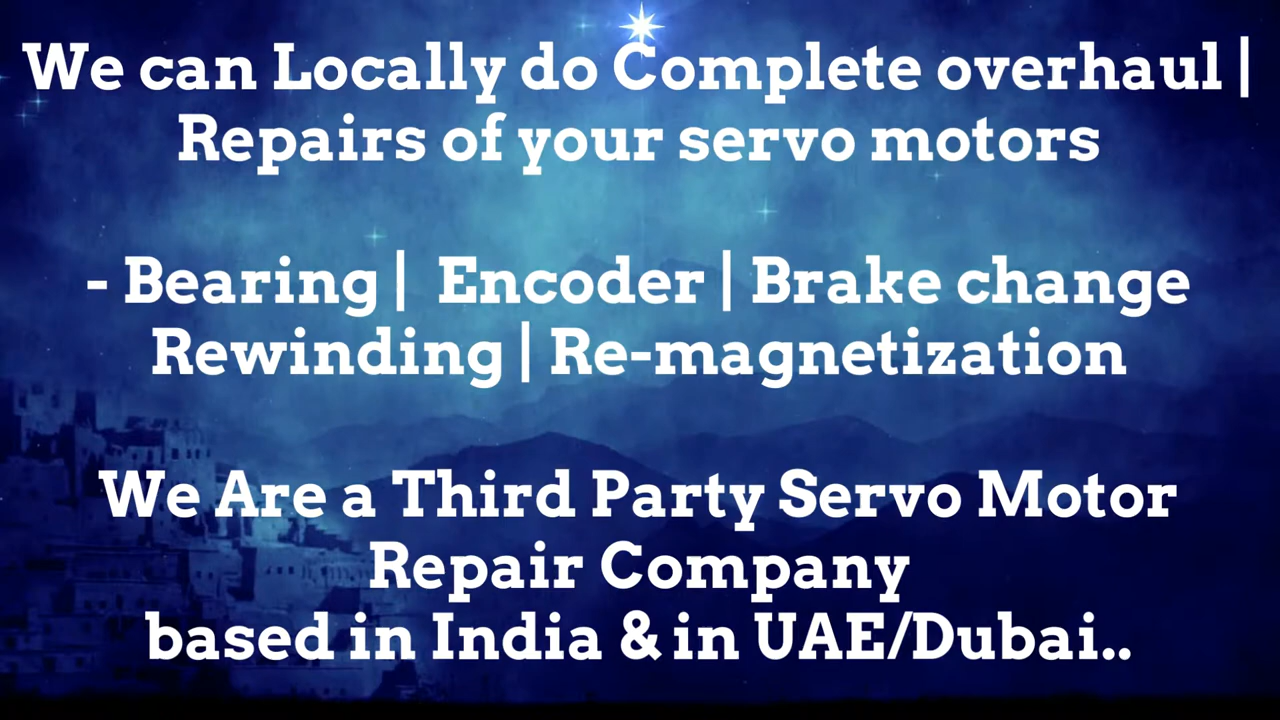 We can Locally do Complete overhaul |
Repairs of your servo motors
- Bearing | Encoder | Brake change
Rewinding | Re-magnetization
We Are a Third Party Servo Motor
Repair Company
based in India & in UAE/Dubai..